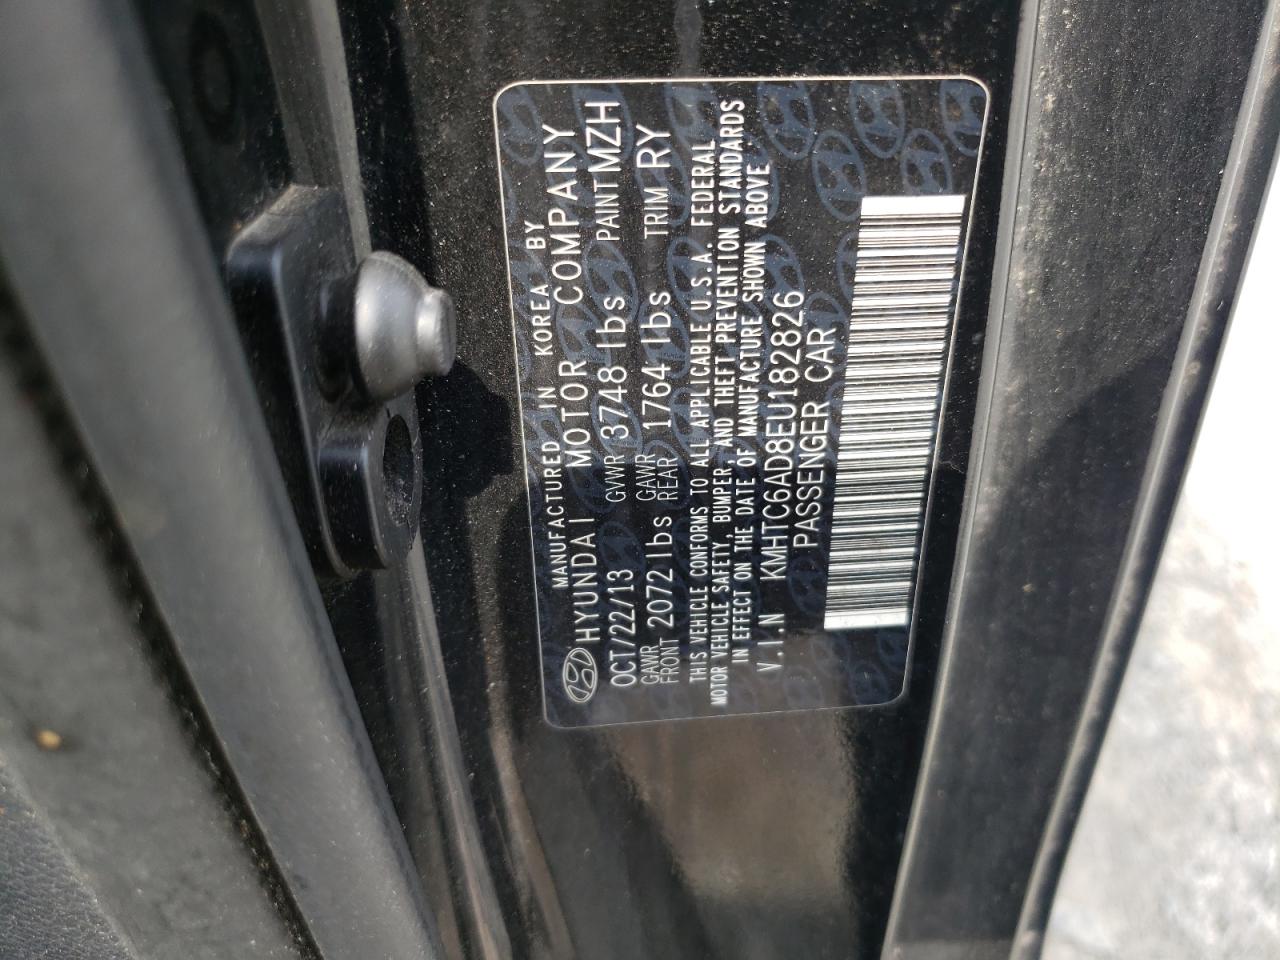 MANUFACTURED IN KOREA BY
HYUNDAI MOTOR COMPANY
OCT/22/13 GVWR 3748 lbs PAINT MZH
GAWR FRONT 2072 lbs GAWR REAR 1764 lbs TRIM RY
THIS VEHICLE CONFORMS TO ALL APPLICABLE U.S.A. FEDERAL
MOTOR VEHICLE SAFETY, BUMPER, AND THEFT PREVENTION STANDARDS
IN EFFECT ON THE DATE OF MANUFACTURE SHOWN ABOVE
V.I.N KMHTC6AD8EU182826
PASSENGER CAR